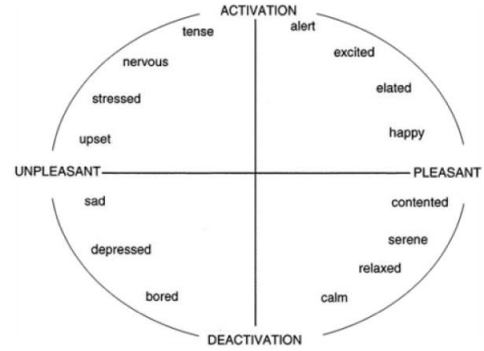 ACTIVATION
tense
alert
nervous
excited
stressed
elated
upset
happy
UNPLEASANT
PLEASANT
sad
contented
depressed
serene
relaxed
bored
calm
DEACTIVATION